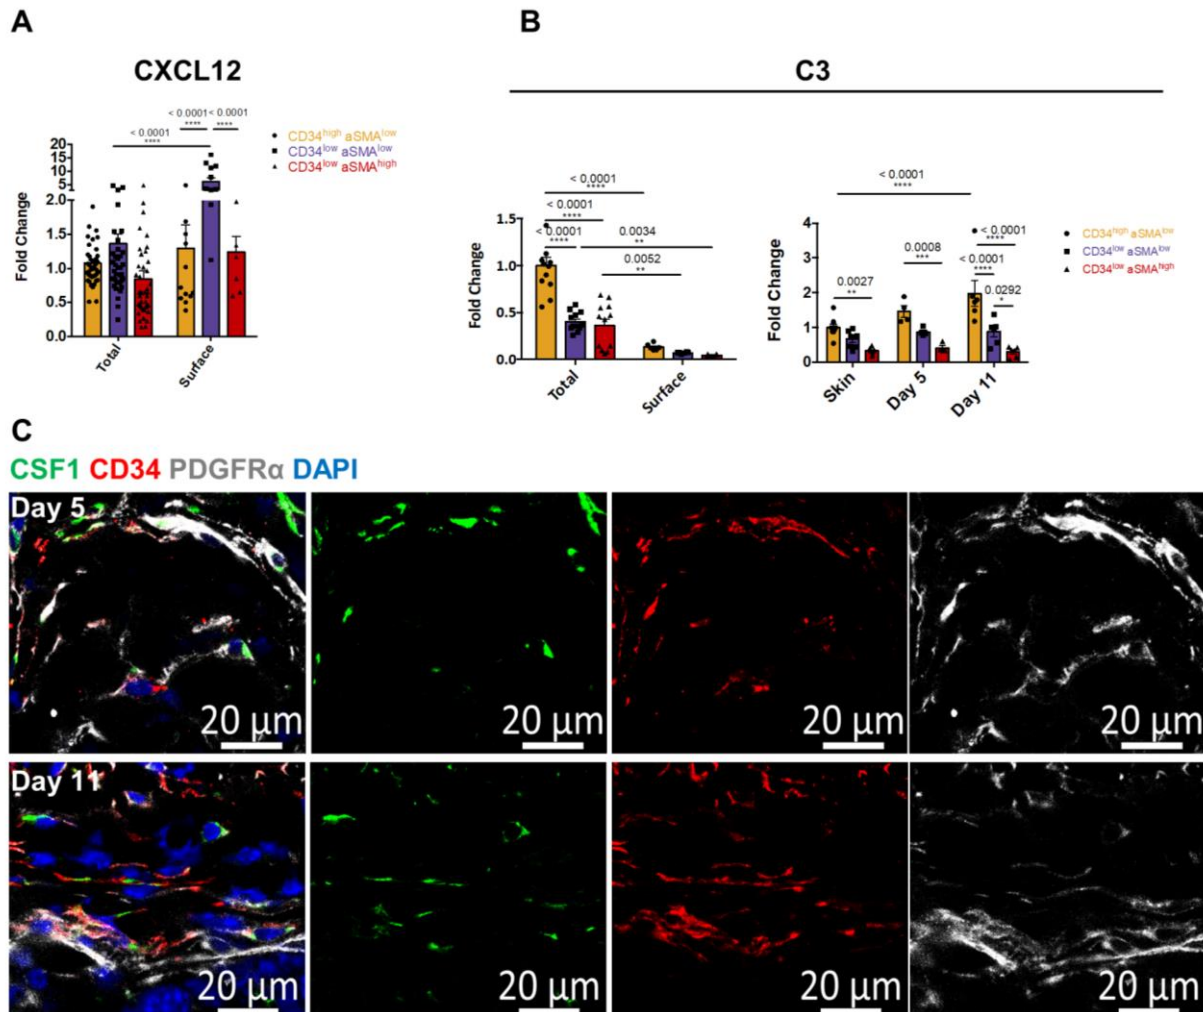 A
B
CXCL12
C3
< 0.0001 < 0.0001
**** ****
< 0.0001
****
CD34high aSMAlow
CD34low aSMAlow
CD34low aSMAhigh
Fold Change
20
15
10
5
2.0
1.5
1.0
0.5
0.0
Total
Surface
< 0.0001
****
< 0.0001
****
< 0.0001
****
0.0034
**
0.0052
**
Fold Change
1.5
1.0
0.5
0.0
Total
Surface
< 0.0001
****
< 0.0001
****
0.0008
***
< 0.0001
****
0.0027
**
0.0292
*
CD34high aSMAlow
CD34low aSMAlow
CD34low aSMAhigh
Fold Change
4
3
2
1
0
Skin
Day 5
Day 11
C
CSF1 CD34 PDGFRα DAPI
Day 5
20 µm
20 µm
20 µm
20 µm
Day 11
20 µm
20 µm
20 µm
20 µm